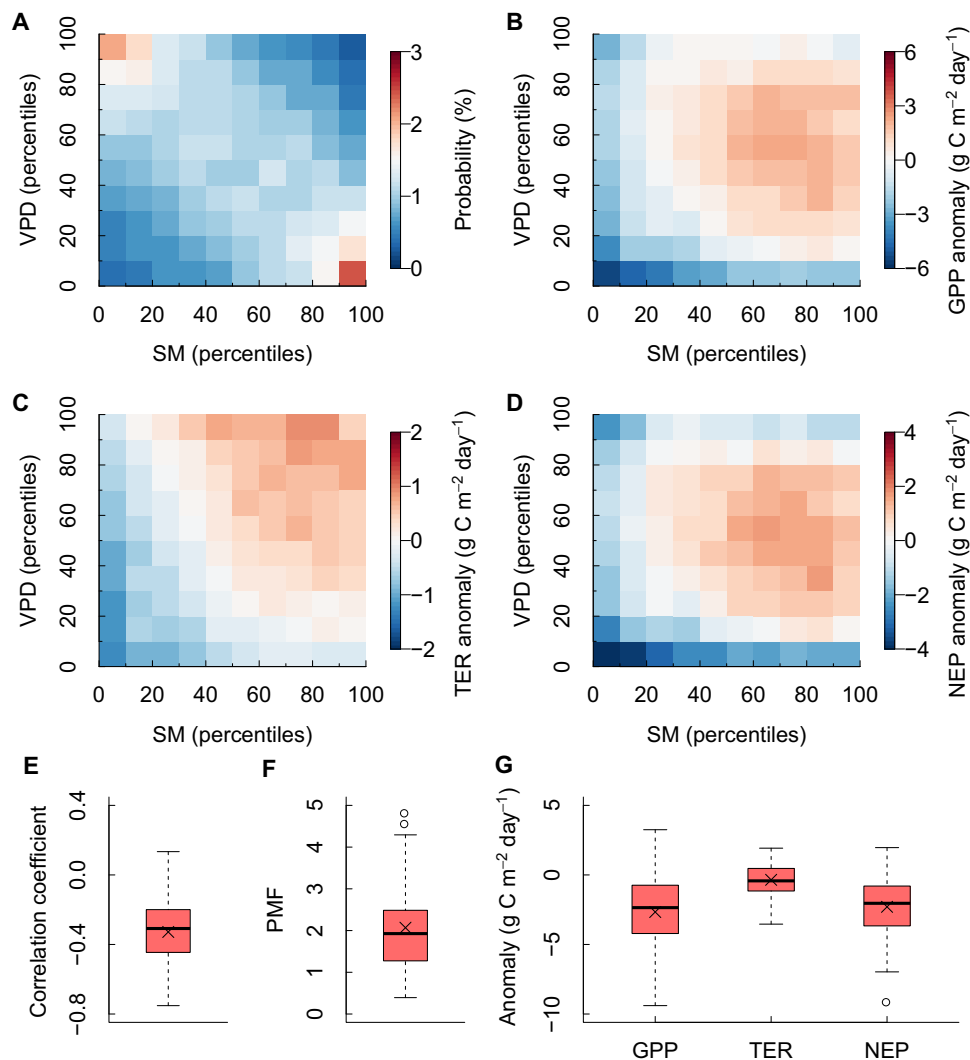 A
VPD (percentiles)
0 20 40 60 80 100
0 20 40 60 80 100
SM (percentiles)
Probability (%)
0 1 2 3
B
VPD (percentiles)
0 20 40 60 80 100
0 20 40 60 80 100
SM (percentiles)
GPP anomaly (g C m⁻² day⁻¹)
−6 −3 0 3 6
C
VPD (percentiles)
0 20 40 60 80 100
0 20 40 60 80 100
SM (percentiles)
TER anomaly (g C m⁻² day⁻¹)
−2 −1 0 1 2
D
VPD (percentiles)
0 20 40 60 80 100
0 20 40 60 80 100
SM (percentiles)
NEP anomaly (g C m⁻² day⁻¹)
−4 −2 0 2 4
E
Correlation coefficient
−0.8 −0.4 0.0 0.4
F
PMF
0 1 2 3 4 5
G
Anomaly (g C m⁻² day⁻¹)
−10 −5 0 5
GPP TER NEP